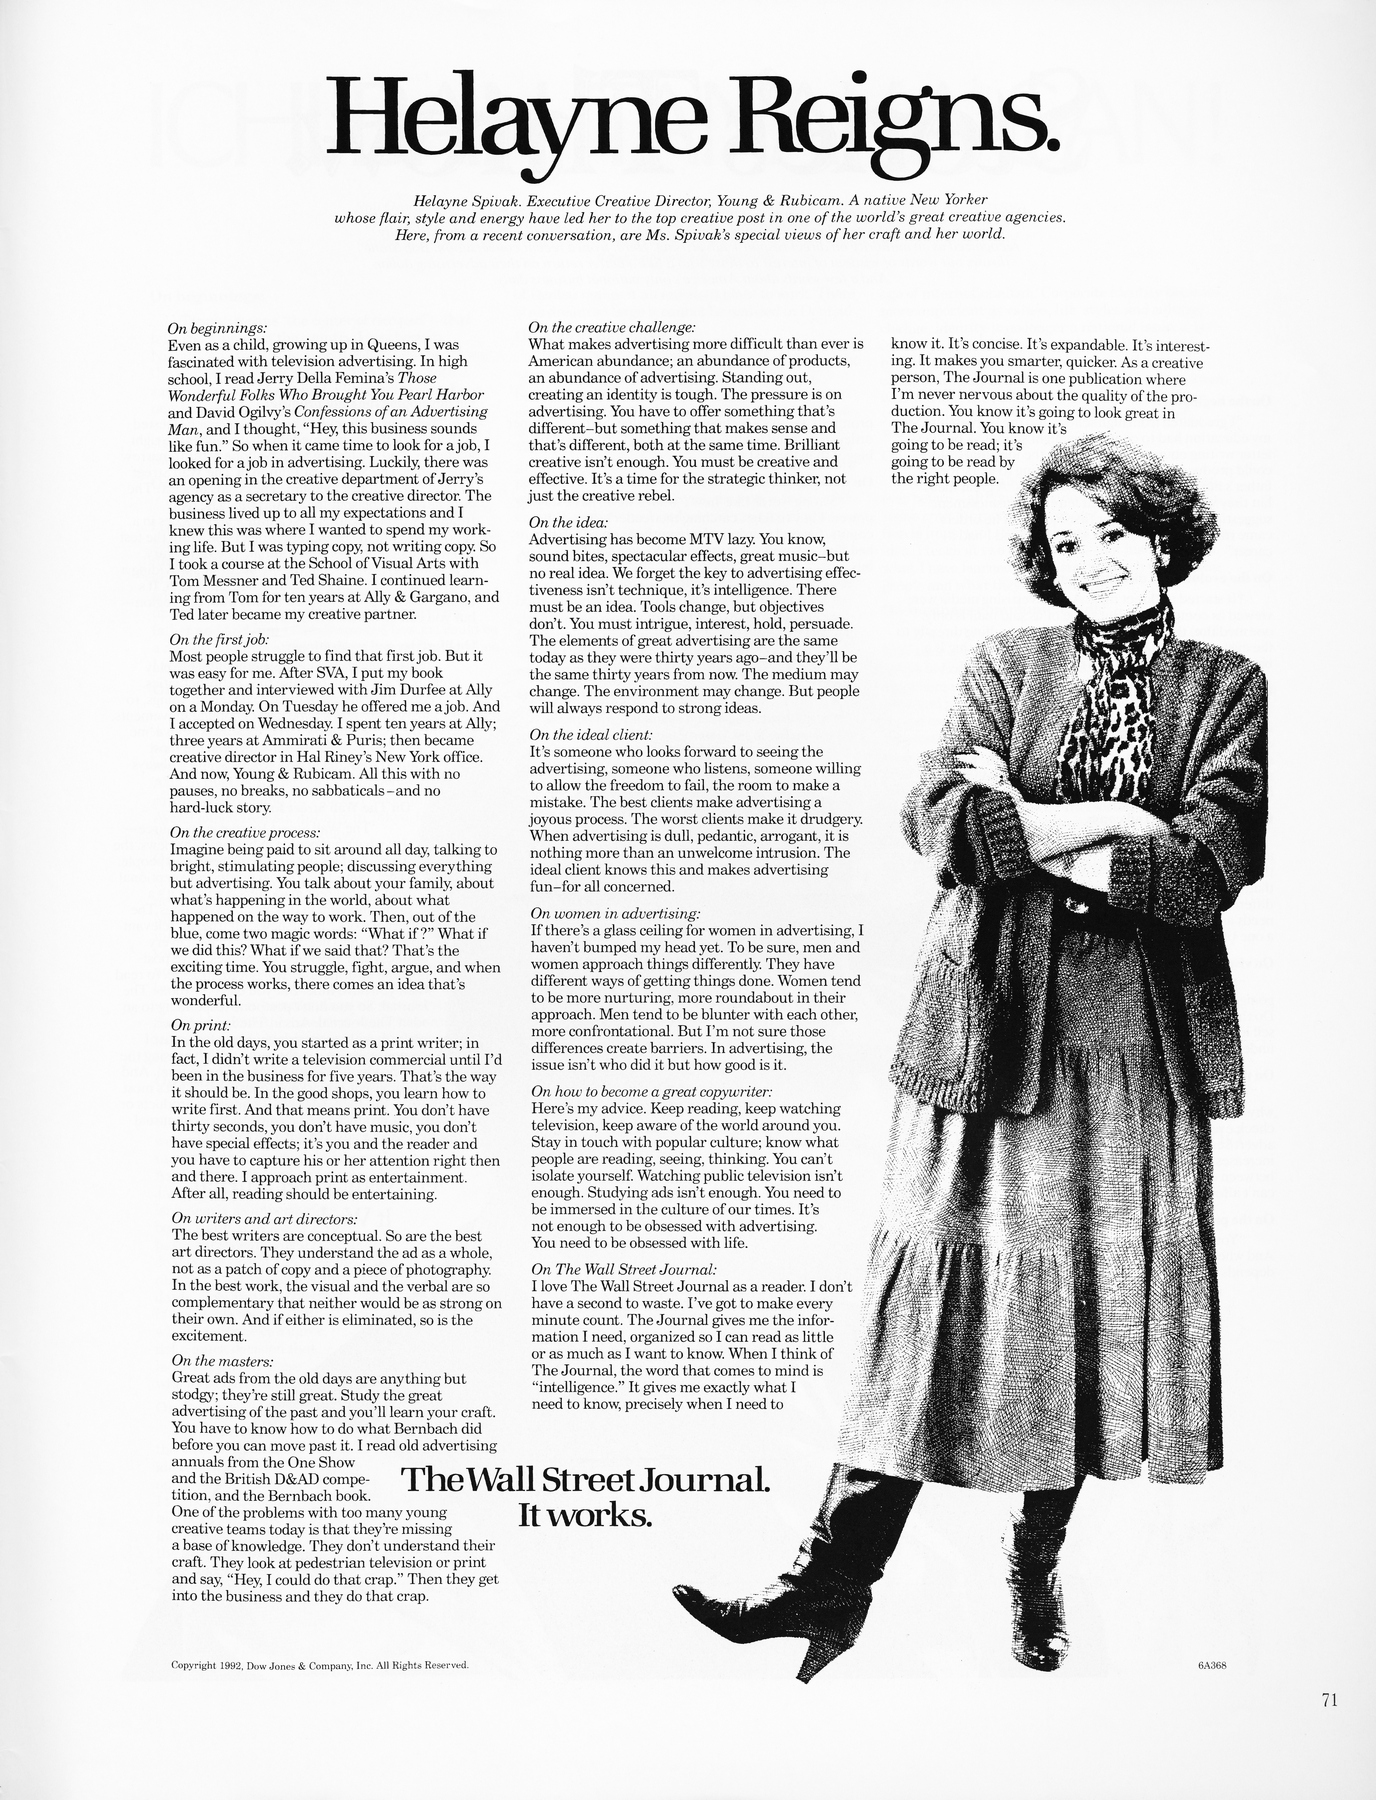 Helayne Reigns.
Helayne Spivak. Executive Creative Director, Young & Rubicam. A native New Yorker
whose flair, style and energy have led her to the top creative post in one of the world's great creative agencies.
Here, from a recent conversation, are Ms. Spivak's special views of her craft and her world.
On beginnings:
Even as a child, growing up in Queens, I was
fascinated with television advertising. In high
school, I read Jerry Della Femina's Those
Wonderful Folks Who Brought You Pearl Harbor
and David Ogilvy's Confessions of an Advertising
Man, and I thought, “Hey, this business sounds
like fun.” So when it came time to look for a job, I
looked for a job in advertising. Luckily, there was
an opening in the creative department of Jerry's
agency as a secretary to the creative director. The
business lived up to all my expectations and I
knew this was where I wanted to spend my work-
ing life. But I was typing copy, not writing copy. So
I took a course at the School of Visual Arts with
Tom Messner and Ted Shaine. I continued learn-
ing from Tom for ten years at Ally & Gargano, and
Ted later became my creative partner.
On the first job:
Most people struggle to find that first job. But it
was easy for me. After SVA, I put my book
together and interviewed with Jim Durfee at Ally
on a Monday. On Tuesday he offered me a job. And
I accepted on Wednesday. I spent ten years at Ally;
three years at Ammirati & Puris; then became
creative director in Hal Riney's New York office.
And now, Young & Rubicam. All this with no
pauses, no breaks, no sabbaticals–and no
hard-luck story.
On the creative process:
Imagine being paid to sit around all day, talking to
bright, stimulating people; discussing everything
but advertising. You talk about your family, about
what's happening in the world, about what
happened on the way to work. Then, out of the
blue, come two magic words: “What if?” What if
we did this? What if we said that? That's the
exciting time. You struggle, fight, argue, and when
the process works, there comes an idea that's
wonderful.
On print:
In the old days, you started as a print writer; in
fact, I didn't write a television commercial until I'd
been in the business for five years. That's the way
it should be. In the good shops, you learn how to
write first. And that means print. You don't have
thirty seconds, you don't have music, you don't
have special effects; it's you and the reader and
you have to capture his or her attention right then
and there. I approach print as entertainment.
After all, reading should be entertaining.
On writers and art directors:
The best writers are conceptual. So are the best
art directors. They understand the ad as a whole,
not as a patch of copy and a piece of photography.
In the best work, the visual and the verbal are so
complementary that neither would be as strong on
their own. And if either is eliminated, so is the
excitement.
On the masters:
Great ads from the old days are anything but
stodgy; they're still great. Study the great
advertising of the past and you'll learn your craft.
You have to know how to do what Bernbach did
before you can move past it. I read old advertising
annuals from the One Show
and the British D&AD compe-
tition, and the Bernbach book.
One of the problems with too many young
creative teams today is that they're missing
a base of knowledge. They don't understand their
craft. They look at pedestrian television or print
and say, “Hey, I could do that crap.” Then they get
into the business and they do that crap.
On the creative challenge:
What makes advertising more difficult than ever is
American abundance; an abundance of products,
an abundance of advertising. Standing out,
creating an identity is tough. The pressure is on
advertising. You have to offer something that's
different–but something that makes sense and
that's different, both at the same time. Brilliant
creative isn't enough. You must be creative and
effective. It's a time for the strategic thinker, not
just the creative rebel.
On the idea:
Advertising has become MTV lazy. You know,
sound bites, spectacular effects, great music–but
no real idea. We forget the key to advertising effec-
tiveness isn't technique, it's intelligence. There
must be an idea. Tools change, but objectives
don't. You must intrigue, interest, hold, persuade.
The elements of great advertising are the same
today as they were thirty years ago–and they'll be
the same thirty years from now. The medium may
change. The environment may change. But people
will always respond to strong ideas.
On the ideal client:
It's someone who looks forward to seeing the
advertising, someone who listens, someone willing
to allow the freedom to fail, the room to make a
mistake. The best clients make advertising a
joyous process. The worst clients make it drudgery.
When advertising is dull, pedantic, arrogant, it is
nothing more than an unwelcome intrusion. The
ideal client knows this and makes advertising
fun–for all concerned.
On women in advertising:
If there's a glass ceiling for women in advertising, I
haven't bumped my head yet. To be sure, men and
women approach things differently. They have
different ways of getting things done. Women tend
to be more nurturing, more roundabout in their
approach. Men tend to be blunter with each other,
more confrontational. But I'm not sure those
differences create barriers. In advertising, the
issue isn't who did it but how good is it.
On how to become a great copywriter:
Here's my advice. Keep reading, keep watching
television, keep aware of the world around you.
Stay in touch with popular culture; know what
people are reading, seeing, thinking. You can't
isolate yourself. Watching public television isn't
enough. Studying ads isn't enough. You need to
be immersed in the culture of our times. It's
not enough to be obsessed with advertising.
You need to be obsessed with life.
On The Wall Street Journal:
I love The Wall Street Journal as a reader. I don't
have a second to waste. I've got to make every
minute count. The Journal gives me the infor-
mation I need, organized so I can read as little
or as much as I want to know. When I think of
The Journal, the word that comes to mind is
“intelligence.” It gives me exactly what I
need to know, precisely when I need to
know it. It's concise. It's expandable. It's interest-
ing. It makes you smarter, quicker. As a creative
person, The Journal is one publication where
I'm never nervous about the quality of the pro-
duction. You know it's going to look great in
The Journal. You know it's
going to be read; it's
going to be read by
the right people.
The Wall Street Journal.
It works.
Copyright 1992, Dow Jones & Company, Inc. All Rights Reserved.
6A368
71